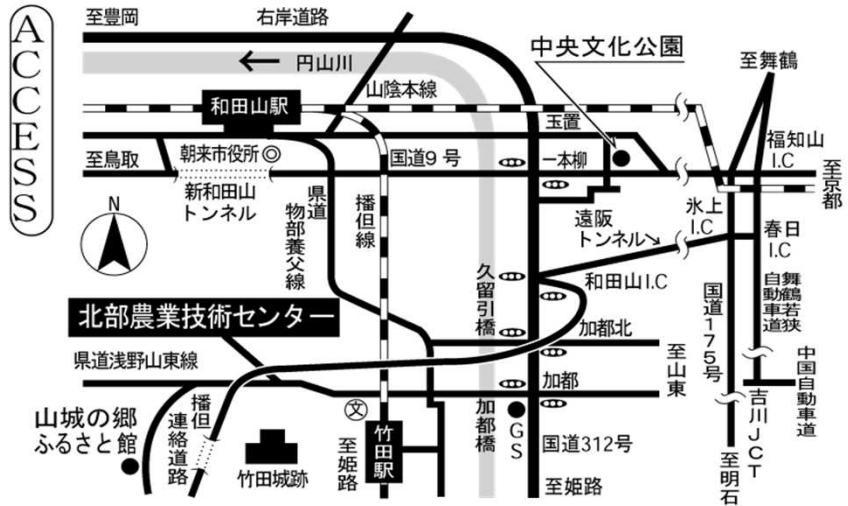 ACCESS
至豊岡
右岸道路
中央文化公園
至舞鶴
円山川
山陰本線
和田山駅
玉置
福知山
I.C
至鳥取
朝来市役所
国道9号
一本柳
至京都
新和田山
トンネル
県道
物部養父線
播但線
遠阪
トンネル
氷上
I.C
春日
I.C
N
久留引橋
和田山I.C
国道175号
舞鶴若狭
自動車道
北部農業技術センター
加都北
県道浅野山東線
至山東
中国自動車道
加都
山城の郷
ふるさと館
播但
連絡道路
文
竹田駅
加都橋
GS
吉川JCT
竹田城跡
至姫路
国道312号
至姫路
至明石